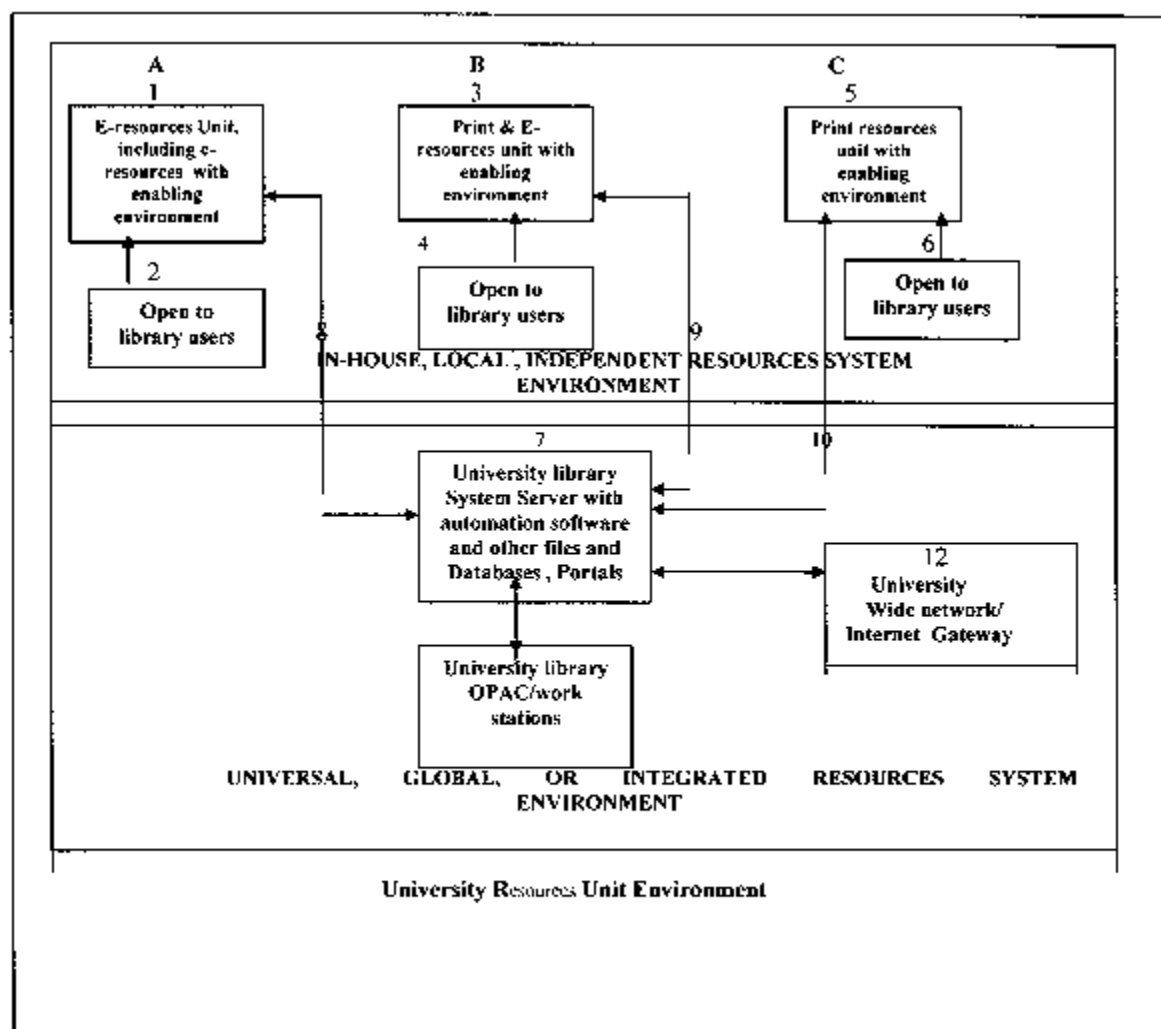 A
B
C
1
3
5
E-resources Unit,
including e-
resources with
enabling
environment
Print & E-
resources unit with
enabling
environment
Print resources
unit with
enabling
environment
2
4
6
Open to
library users
Open to
library users
Open to
library users
8
9
IN-HOUSE, LOCAL , INDEPENDENT RESOURCES SYSTEM
ENVIRONMENT
7
10
University library
System Server with
automation software
and other files and
Databases , Portals
12
University
Wide network/
Internet Gateway
University library
OPAC/work
stations
UNIVERSAL, GLOBAL, OR INTEGRATED RESOURCES SYSTEM
ENVIRONMENT
University Resources Unit Environment